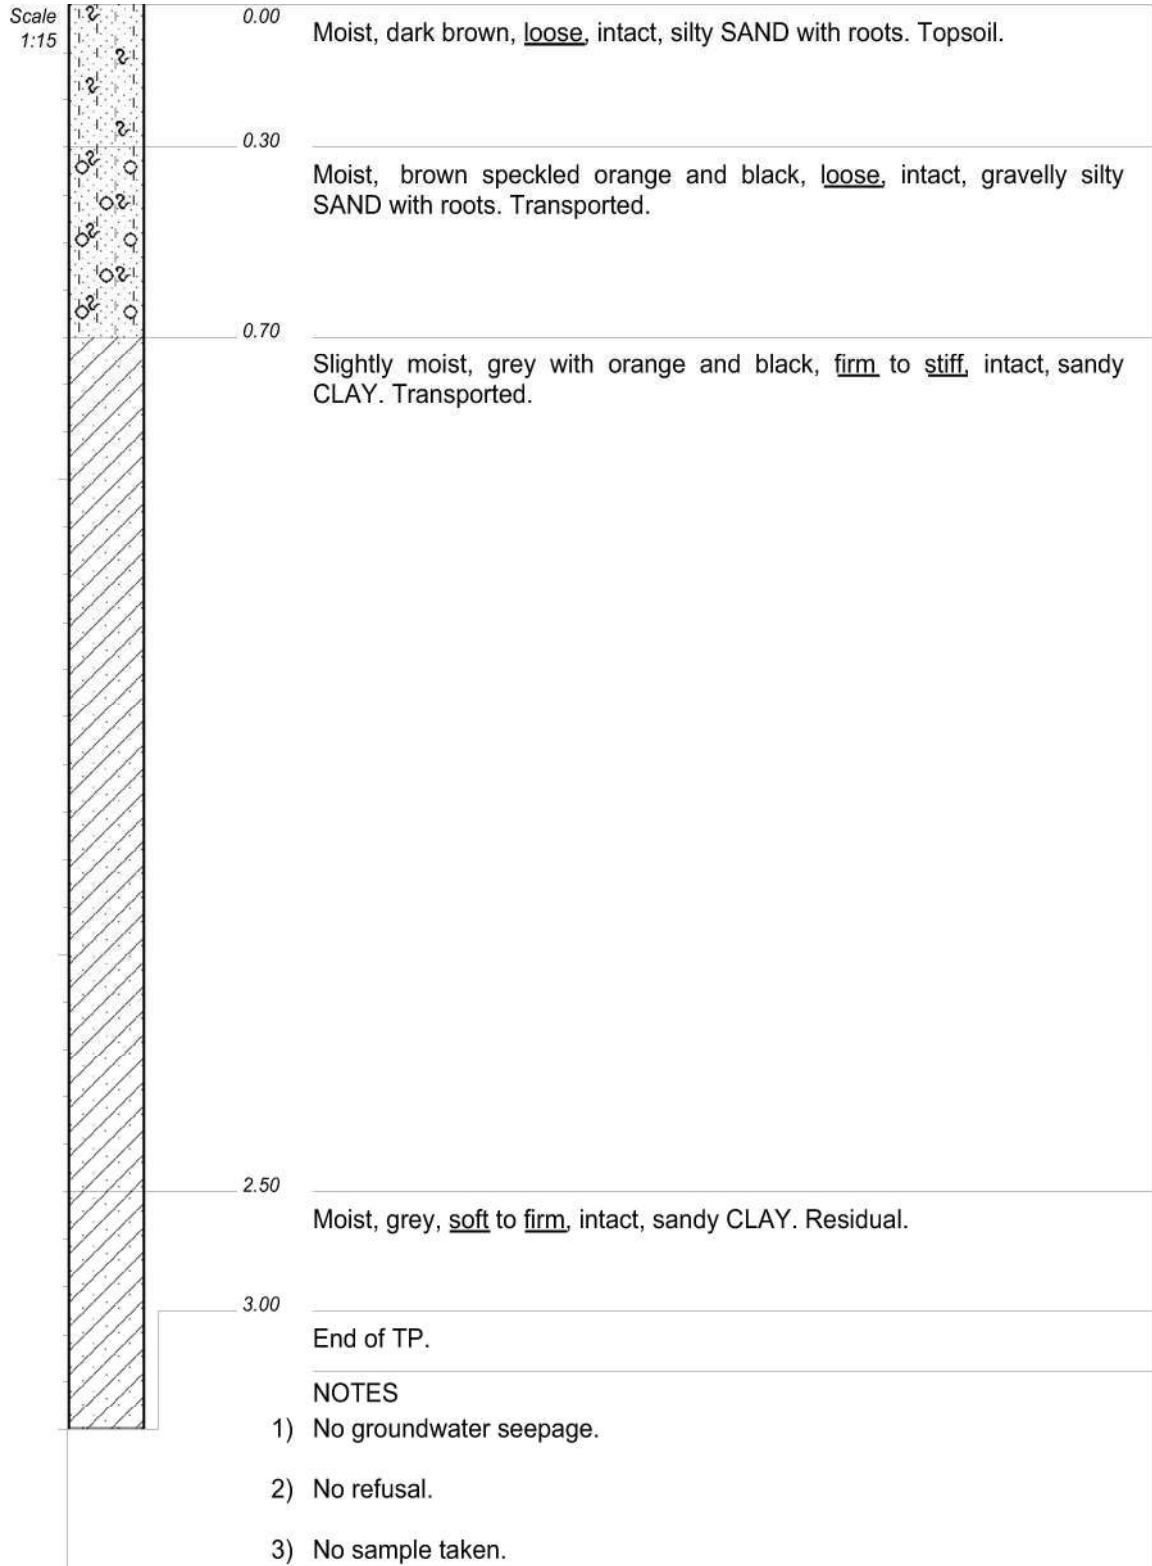 Scale
1:15
0.00
Moist, dark brown, loose, intact, silty SAND with roots. Topsoil.
0.30
Moist, brown speckled orange and black, loose, intact, gravelly silty
SAND with roots. Transported.
0.70
Slightly moist, grey with orange and black, firm to stiff, intact, sandy
CLAY. Transported.
2.50
Moist, grey, soft to firm, intact, sandy CLAY. Residual.
3.00
End of TP.
NOTES
1) No groundwater seepage.
2) No refusal.
3) No sample taken.